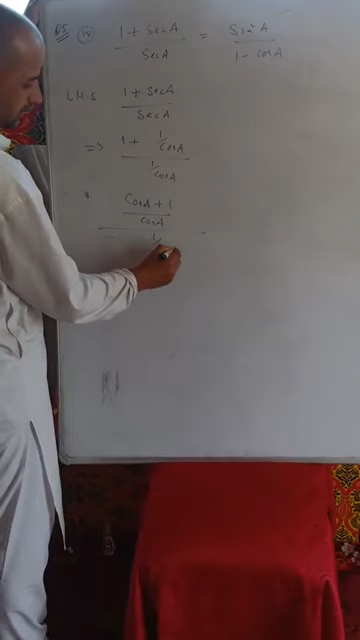 Q5 (iv) 1 + SecA / SecA = Sin²A / 1 - cosA
LHS 1 + SecA / SecA
=> 1 + 1/CosA / 1/cosA
CosA + 1 / cosA / 1/